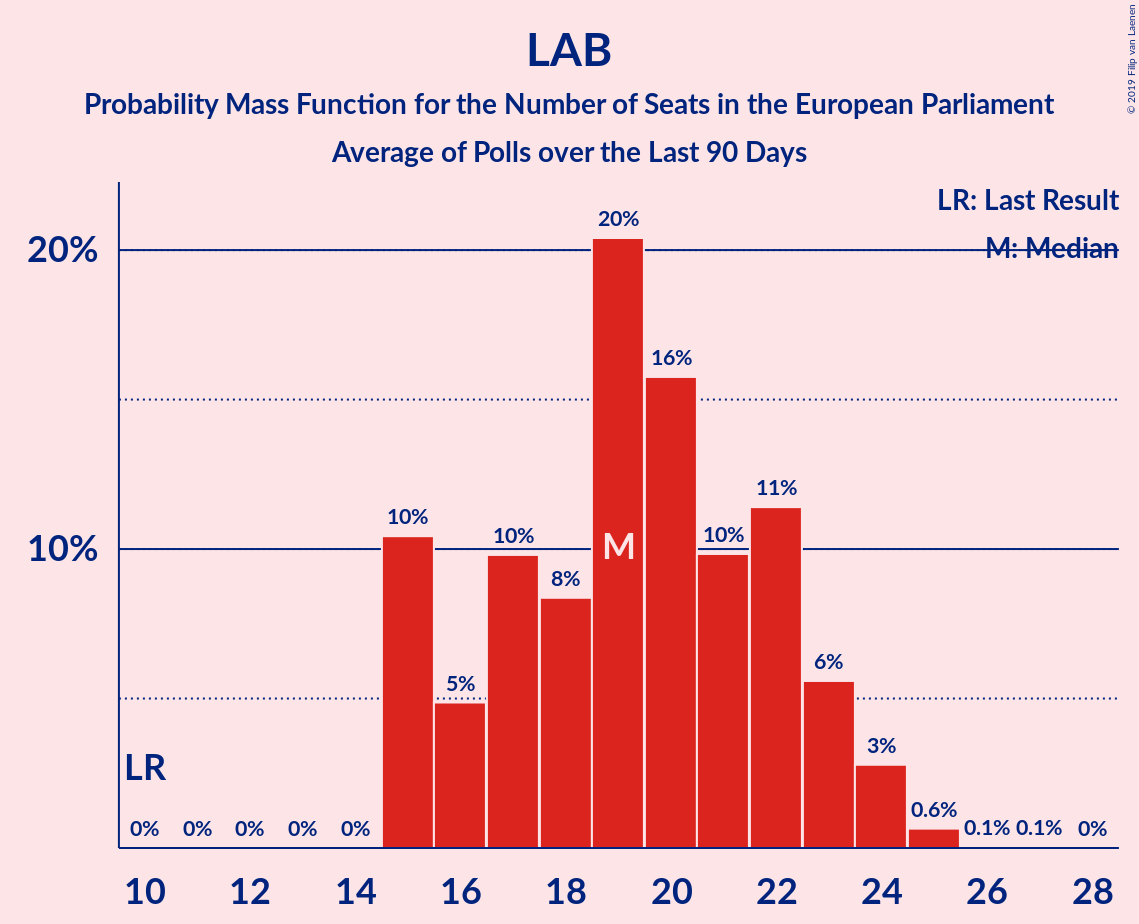 LAB
Probability Mass Function for the Number of Seats in the European Parliament
Average of Polls over the Last 90 Days
© 2019 Filip van Laenen
LR: Last Result
M: Median
20%
10%
20%
16%
11%
10%
10%
10%
8%
6%
5%
3%
0.6%
0.1%
0.1%
0%
0%
0%
0%
0%
0%
M
LR
10 12 14 16 18 20 22 24 26 28